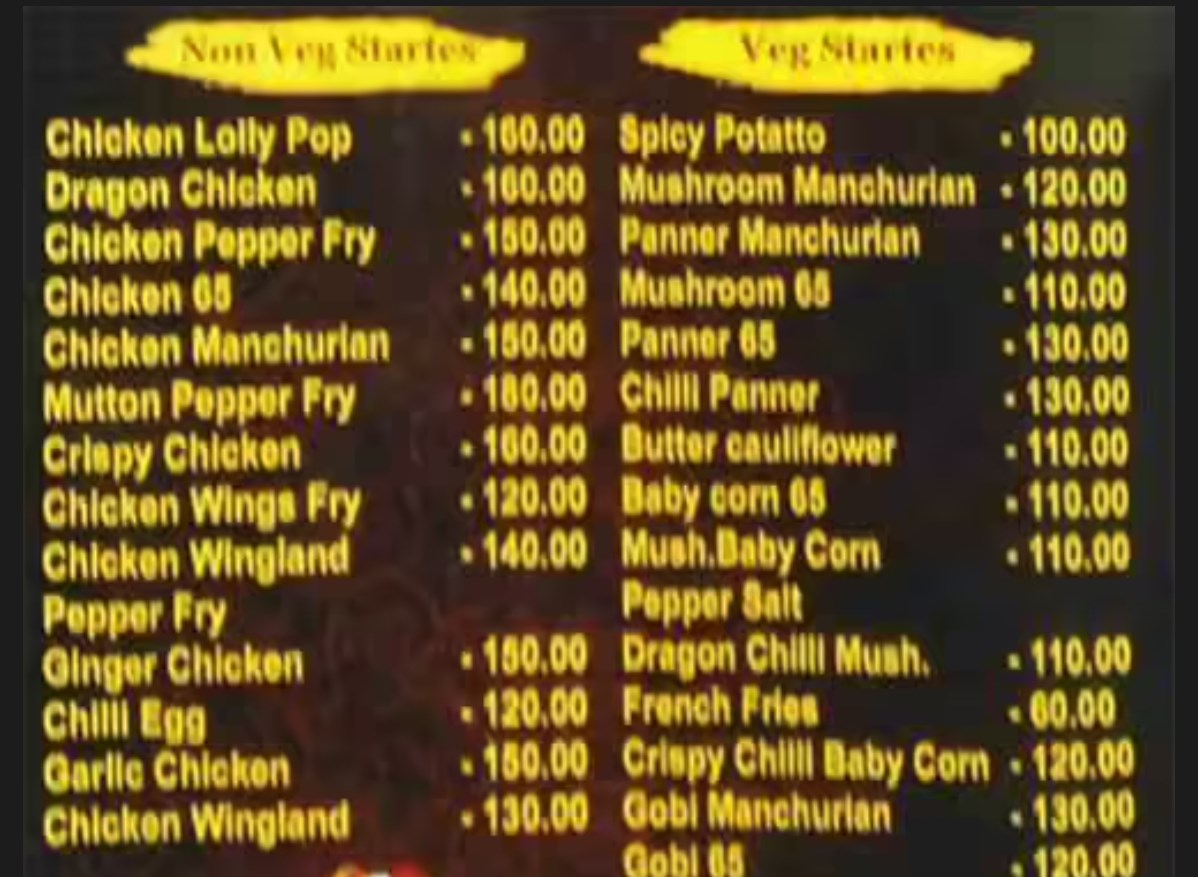 Non Veg Startes
Chicken Lolly Pop - 160.00
Dragon Chicken - 160.00
Chicken Pepper Fry - 150.00
Chicken 65 - 140.00
Chicken Manchurian - 150.00
Mutton Pepper Fry - 180.00
Crispy Chicken - 160.00
Chicken Wings Fry - 120.00
Chicken Wingland - 140.00
Pepper Fry
Ginger Chicken - 150.00
Chilli Egg - 120.00
Garlic Chicken - 150.00
Chicken Wingland - 130.00
Veg Startes
Spicy Potatto - 100.00
Mushroom Manchurian - 120.00
Panner Manchurian - 130.00
Mushroom 65 - 110.00
Panner 65 - 130.00
Chilli Panner - 130.00
Butter cauliflower - 110.00
Baby corn 65 - 110.00
Mush.Baby Corn - 110.00
Pepper Salt
Dragon Chilli Mush. - 110.00
French Fries - 60.00
Crispy Chilli Baby Corn - 120.00
Gobi Manchurian - 130.00
Gobi 65 - 120.00